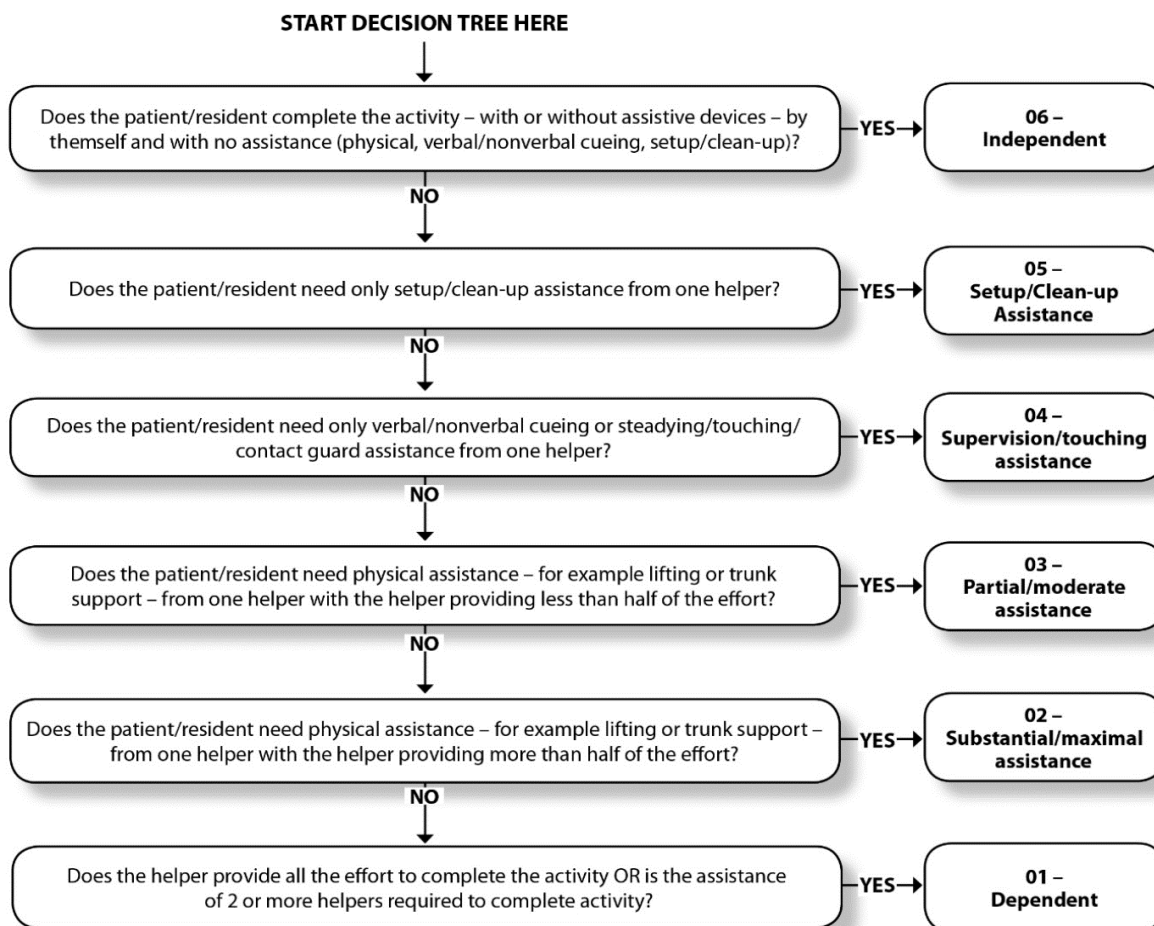 START DECISION TREE HERE
Does the patient/resident complete the activity – with or without assistive devices – by
themself and with no assistance (physical, verbal/nonverbal cueing, setup/clean-up)?
YES
06 –
Independent
NO
Does the patient/resident need only setup/clean-up assistance from one helper?
YES
05 –
Setup/Clean-up
Assistance
NO
Does the patient/resident need only verbal/nonverbal cueing or steadying/touching/
contact guard assistance from one helper?
YES
04 –
Supervision/touching
assistance
NO
Does the patient/resident need physical assistance – for example lifting or trunk
support – from one helper with the helper providing less than half of the effort?
YES
03 –
Partial/moderate
assistance
NO
Does the patient/resident need physical assistance – for example lifting or trunk support –
from one helper with the helper providing more than half of the effort?
YES
02 –
Substantial/maximal
assistance
NO
Does the helper provide all the effort to complete the activity OR is the assistance
of 2 or more helpers required to complete activity?
YES
01 –
Dependent